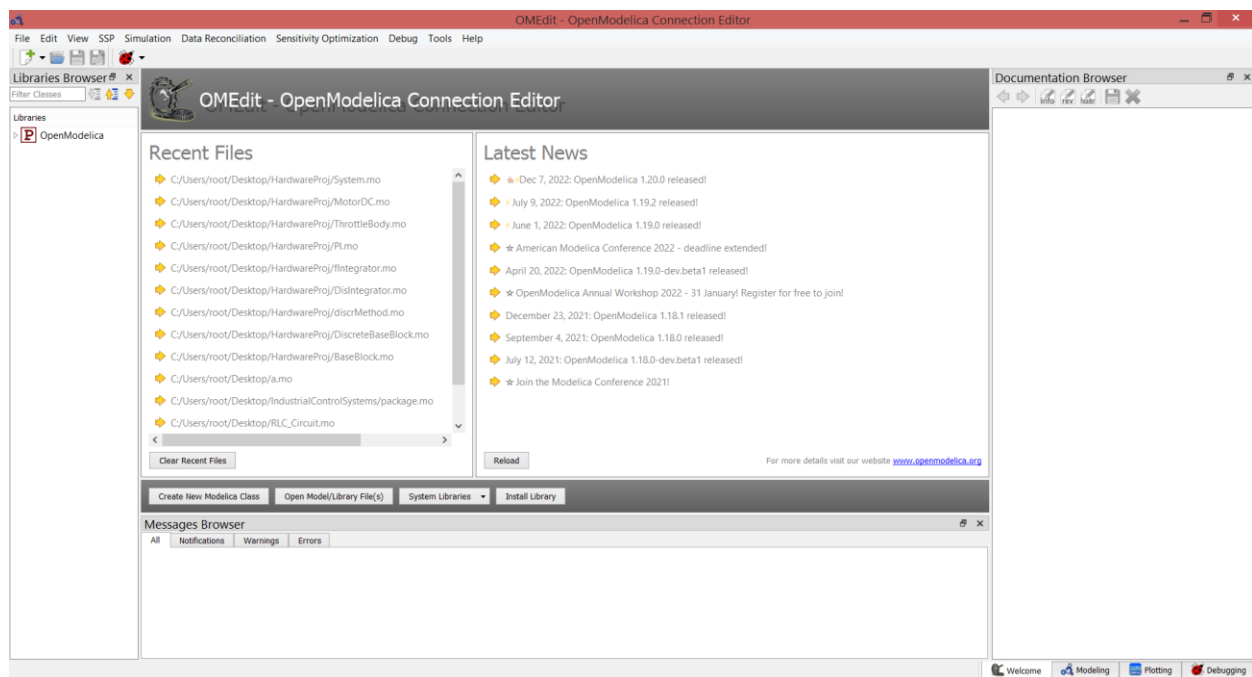 OMEdit - OpenModelica Connection Editor
File Edit View SSP Simulation Data Reconciliation Sensitivity Optimization Debug Tools Help
Libraries Browser
Filter Classes
Libraries
P OpenModelica
OMEdit - OpenModelica Connection Editor
Recent Files
C:/Users/root/Desktop/HardwareProj/System.mo
C:/Users/root/Desktop/HardwareProj/MotorDC.mo
C:/Users/root/Desktop/HardwareProj/ThrottleBody.mo
C:/Users/root/Desktop/HardwareProj/PI.mo
C:/Users/root/Desktop/HardwareProj/fIntegrator.mo
C:/Users/root/Desktop/HardwareProj/DisIntegrator.mo
C:/Users/root/Desktop/HardwareProj/discrMethod.mo
C:/Users/root/Desktop/HardwareProj/DiscreteBaseBlock.mo
C:/Users/root/Desktop/HardwareProj/BaseBlock.mo
C:/Users/root/Desktop/a.mo
C:/Users/root/Desktop/IndustrialControlSystems/package.mo
C:/Users/root/Desktop/RLC_Circuit.mo
Clear Recent Files
Latest News
Dec 7, 2022: OpenModelica 1.20.0 released!
July 9, 2022: OpenModelica 1.19.2 released!
June 1, 2022: OpenModelica 1.19.0 released!
American Modelica Conference 2022 - deadline extended!
April 20, 2022: OpenModelica 1.19.0-dev.beta1 released!
OpenModelica Annual Workshop 2022 - 31 January! Register for free to join!
December 23, 2021: OpenModelica 1.18.1 released!
September 4, 2021: OpenModelica 1.18.0 released!
July 12, 2021: OpenModelica 1.18.0-dev.beta1 released!
Join the Modelica Conference 2021!
Reload
For more details visit our website www.openmodelica.org
Create New Modelica Class Open Model/Library File(s) System Libraries Install Library
Messages Browser
All Notifications Warnings Errors
Documentation Browser
info rev
Welcome Modeling Plotting Debugging